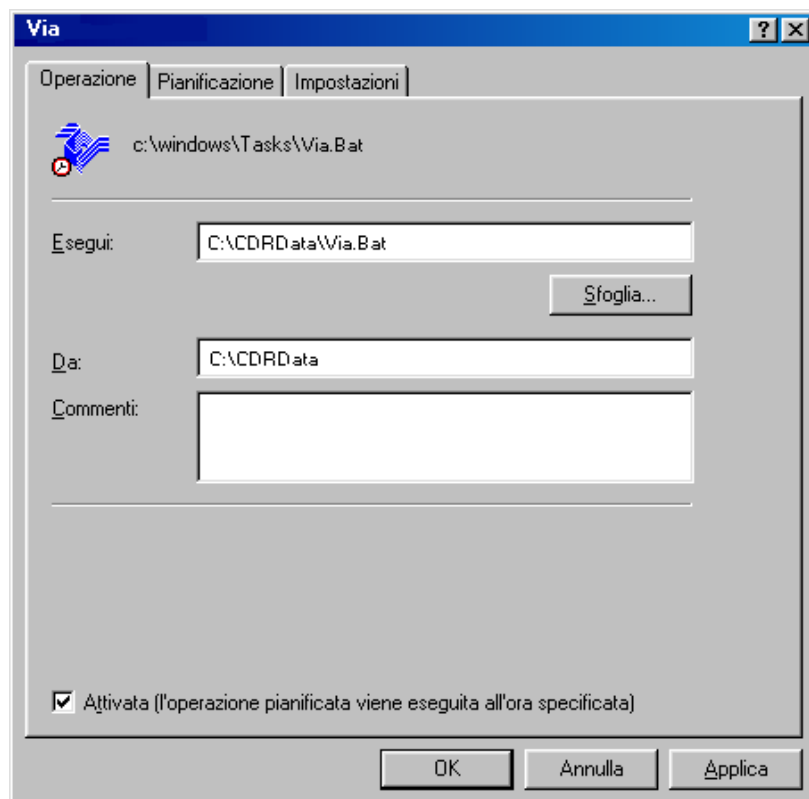 Via
Operazione Pianificazione Impostazioni
c:\windows\Tasks\Via.Bat
Esegui: C:\CDRData\Via.Bat
Sfoglia...
Da: C:\CDRData
Commenti:
Attivata (l'operazione pianificata viene eseguita all'ora specificata)
OK Annulla Applica